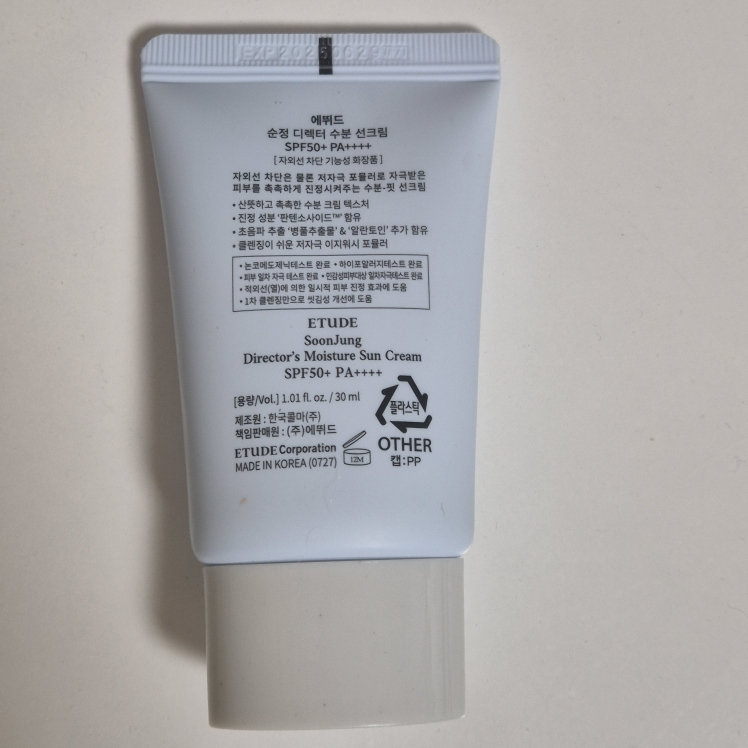 에뛰드
순정 디렉터 수분 선크림
SPF50+ PA++++
[ 자외선 차단 기능성 화장품 ]
자외선 차단은 물론 저자극 포뮬러로 자극받은
피부를 촉촉하게 진정시켜주는 수분-핏 선크림
• 산뜻하고 촉촉한 수분 크림 텍스처
• 진정 성분 '판텐소사이드™' 함유
• 초음파 추출 '병풀추출물' & '알란토인' 추가 함유
• 클렌징이 쉬운 저자극 이지워시 포뮬러
• 논코메도제닉테스트 완료 • 하이포알러지테스트 완료
• 피부 일차 자극 테스트 완료 • 민감성피부대상 일차자극테스트 완료
• 적외선(열)에 의한 일시적 피부 진정 효과에 도움
• 1차 클렌징만으로 씻김성 개선에 도움
ETUDE
SoonJung
Director's Moisture Sun Cream
SPF50+ PA++++
[용량/Vol.] 1.01 fl. oz. / 30 ml
제조원 : 한국콜마(주)
책임판매원 : (주)에뛰드
ETUDE Corporation
MADE IN KOREA (0727)
12M
플라스틱
OTHER
캡:PP